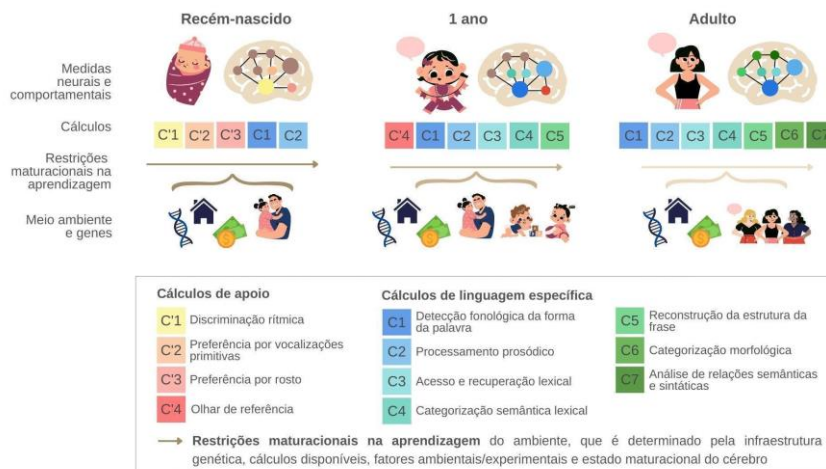 Recém-nascido
1 ano
Adulto
Medidas
neurais e
comportamentais
Cálculos
C'1 C'2 C'3 C1 C2
C'4 C1 C2 C3 C4 C5
C1 C2 C3 C4 C5 C6 C7
Restrições
maturacionais na
aprendizagem
Meio ambiente
e genes
Cálculos de apoio
C'1 Discriminação rítmica
C'2 Preferência por vocalizações
primitivas
C'3 Preferência por rosto
C'4 Olhar de referência
Cálculos de linguagem específica
C1 Detecção fonológica da forma
da palavra
C2 Processamento prosódico
C3 Acesso e recuperação lexical
C4 Categorização semântica lexical
C5 Reconstrução da estrutura da
frase
C6 Categorização morfológica
C7 Análise de relações semânticas
e sintáticas
Restrições maturacionais na aprendizagem do ambiente, que é determinado pela infraestrutura
genética, cálculos disponíveis, fatores ambientais/experimentais e estado maturacional do cérebro